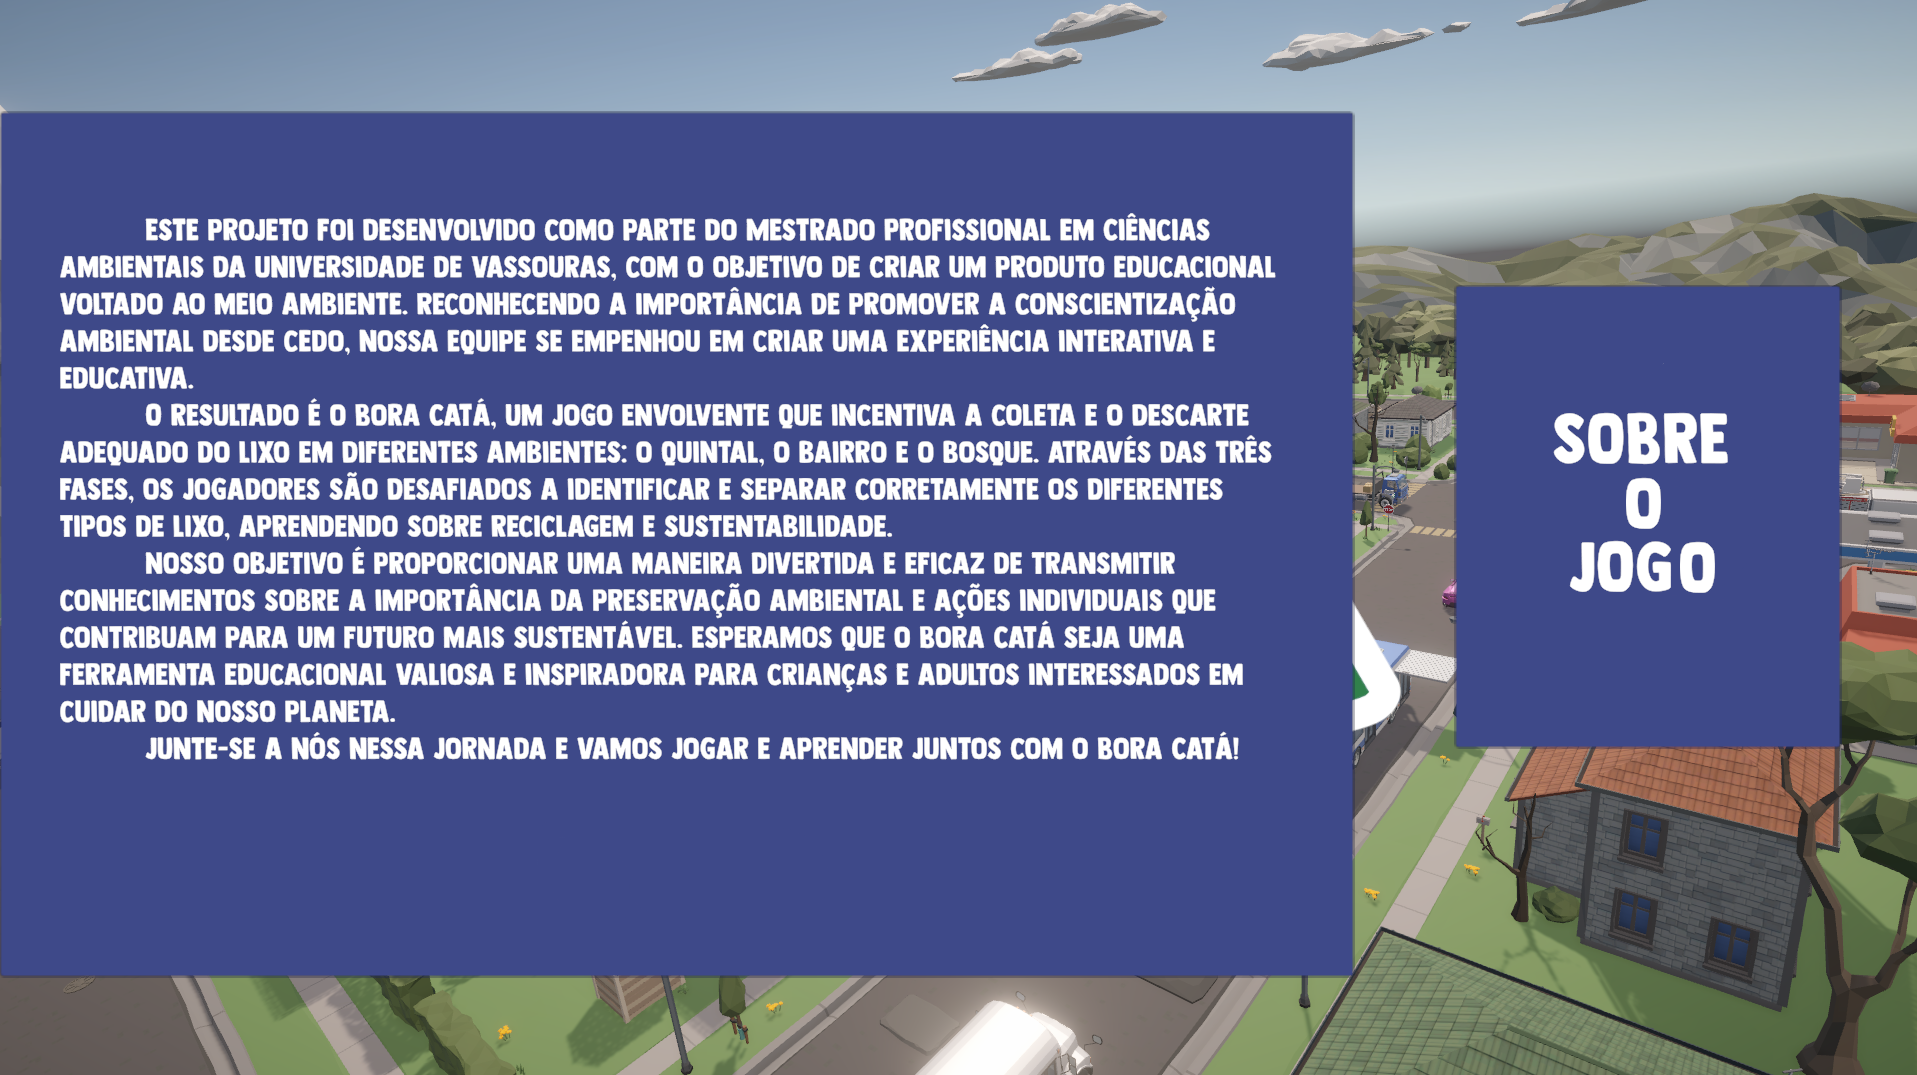 ESTE PROJETO FOI DESENVOLVIDO COMO PARTE DO MESTRADO PROFISSIONAL EM CIÊNCIAS
AMBIENTAIS DA UNIVERSIDADE DE VASSOURAS, COM O OBJETIVO DE CRIAR UM PRODUTO EDUCACIONAL
VOLTADO AO MEIO AMBIENTE. RECONHECENDO A IMPORTÂNCIA DE PROMOVER A CONSCIENTIZAÇÃO
AMBIENTAL DESDE CEDO, NOSSA EQUIPE SE EMPENHOU EM CRIAR UMA EXPERIÊNCIA INTERATIVA E
EDUCATIVA.
O RESULTADO É O BORA CATÁ, UM JOGO ENVOLVENTE QUE INCENTIVA A COLETA E O DESCARTE
ADEQUADO DO LIXO EM DIFERENTES AMBIENTES: O QUINTAL, O BAIRRO E O BOSQUE. ATRAVÉS DAS TRÊS
FASES, OS JOGADORES SÃO DESAFIADOS A IDENTIFICAR E SEPARAR CORRETAMENTE OS DIFERENTES
TIPOS DE LIXO, APRENDENDO SOBRE RECICLAGEM E SUSTENTABILIDADE.
NOSSO OBJETIVO É PROPORCIONAR UMA MANEIRA DIVERTIDA E EFICAZ DE TRANSMITIR
CONHECIMENTOS SOBRE A IMPORTÂNCIA DA PRESERVAÇÃO AMBIENTAL E AÇÕES INDIVIDUAIS QUE
CONTRIBUAM PARA UM FUTURO MAIS SUSTENTÁVEL. ESPERAMOS QUE O BORA CATÁ SEJA UMA
FERRAMENTA EDUCACIONAL VALIOSA E INSPIRADORA PARA CRIANÇAS E ADULTOS INTERESSADOS EM
CUIDAR DO NOSSO PLANETA.
JUNTE-SE A NÓS NESSA JORNADA E VAMOS JOGAR E APRENDER JUNTOS COM O BORA CATÁ!
SOBRE
O
JOGO